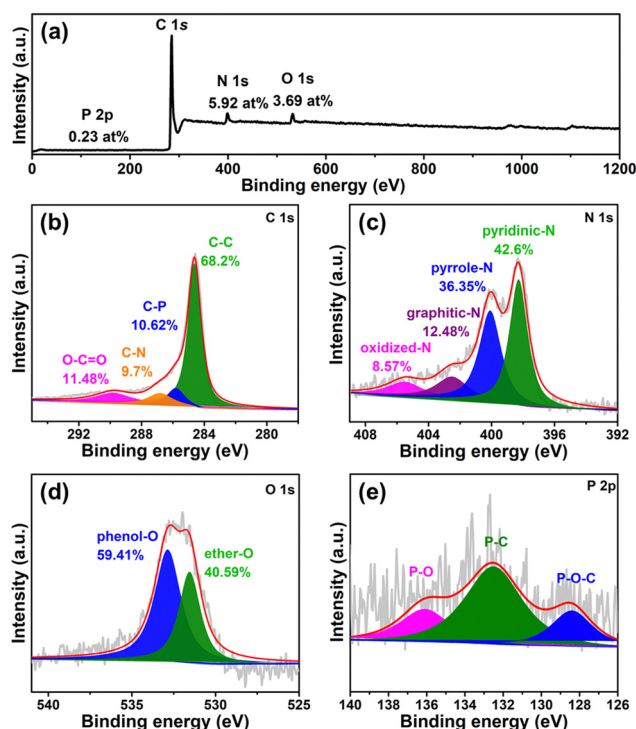 (a)
C 1s
N 1s
O 1s
5.92 at%
3.69 at%
P 2p
0.23 at%
Intensity (a.u.)
0 200 400 600 800 1000 1200
Binding energy (eV)
(b)
C 1s
C-C
68.2%
C-P
10.62%
C-N
9.7%
O-C=O
11.48%
Intensity (a.u.)
292 288 284 280
Binding energy (eV)
(c)
N 1s
pyridinic-N
42.6%
pyrrole-N
36.35%
graphitic-N
12.48%
oxidized-N
8.57%
Intensity (a.u.)
408 404 400 396 392
Binding energy (eV)
(d)
O 1s
phenol-O
59.41%
ether-O
40.59%
Intensity (a.u.)
540 535 530 525
Binding energy (eV)
(e)
P 2p
P-C
P-O
P-O-C
Intensity (a.u.)
140 138 136 134 132 130 128 126
Binding energy (eV)